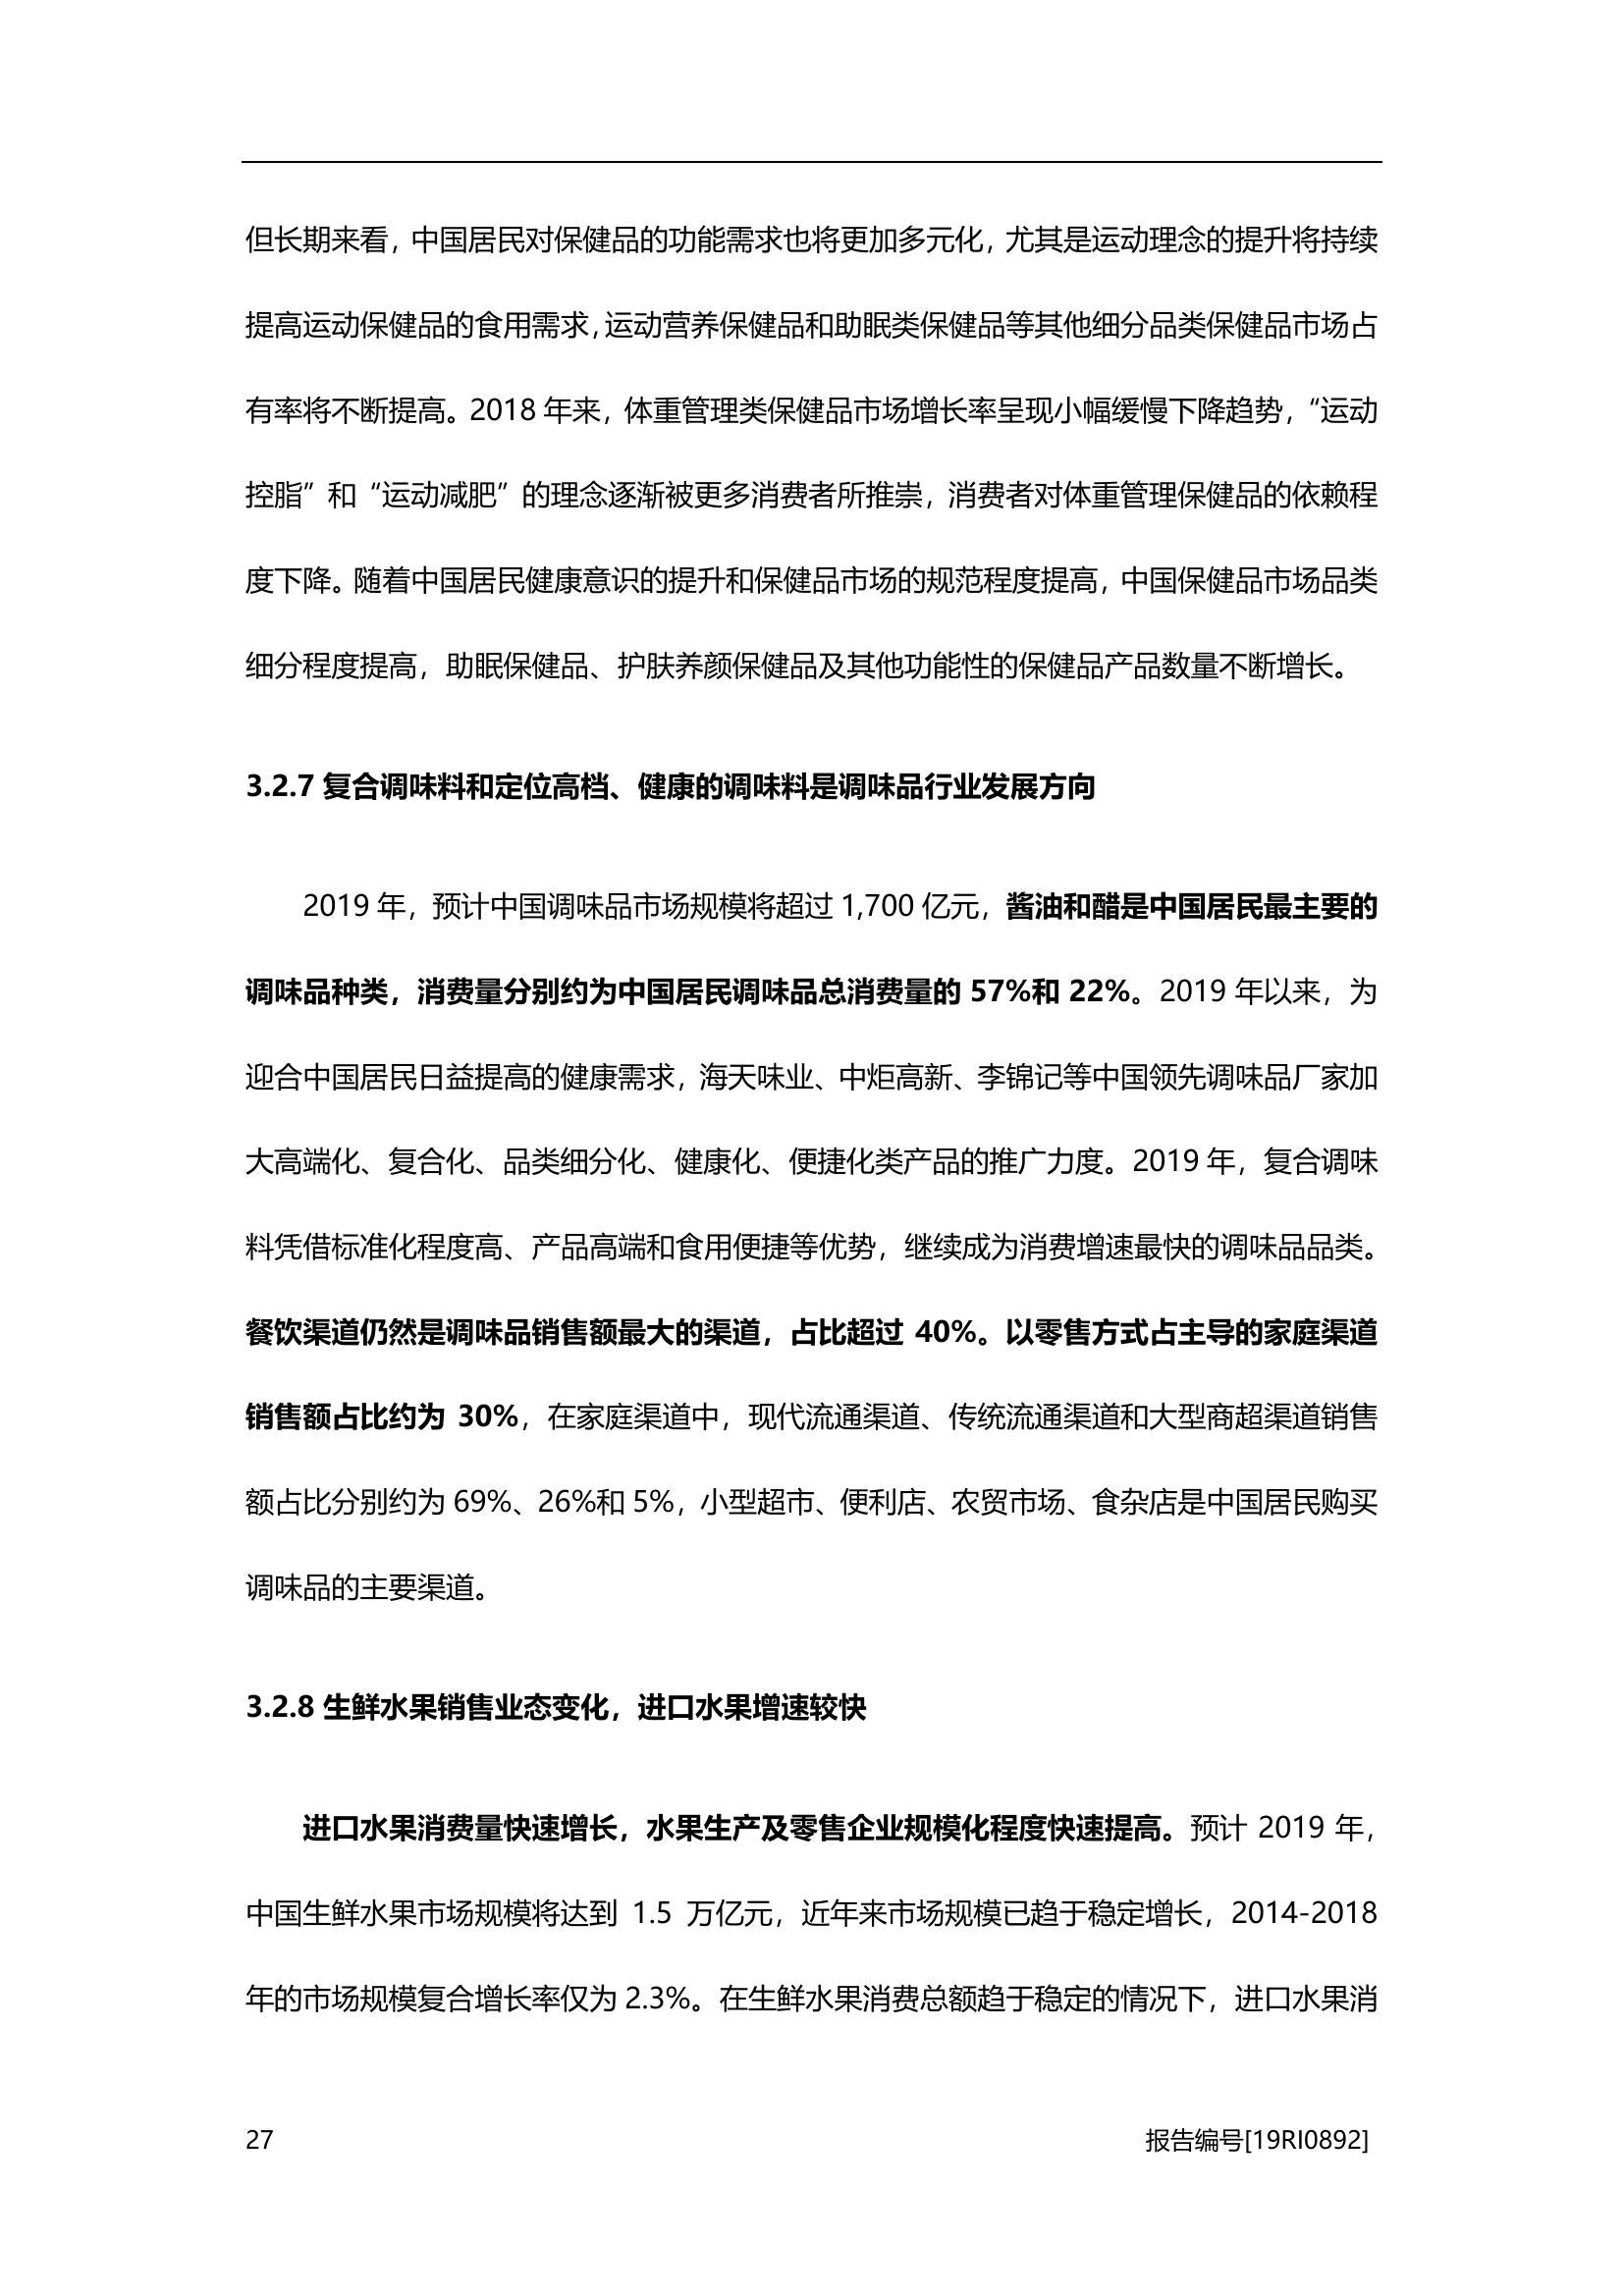 但长期来看，中国居民对保健品的功能需求也将更加多元化，尤其是运动理念的提升将持续
提高运动保健品的食用需求，运动营养保健品和助眠类保健品等其他细分品类保健品市场占
有率将不断提高。2018 年来，体重管理类保健品市场增长率呈现小幅缓慢下降趋势，“运动
控脂”和“运动减肥”的理念逐渐被更多消费者所推崇，消费者对体重管理保健品的依赖程
度下降。随着中国居民健康意识的提升和保健品市场的规范程度提高，中国保健品市场品类
细分程度提高，助眠保健品、护肤养颜保健品及其他功能性的保健品产品数量不断增长。
3.2.7 复合调味料和定位高档、健康的调味料是调味品行业发展方向
2019 年，预计中国调味品市场规模将超过 1,700 亿元，酱油和醋是中国居民最主要的
调味品种类，消费量分别约为中国居民调味品总消费量的 57%和 22%。2019 年以来，为
迎合中国居民日益提高的健康需求，海天味业、中炬高新、李锦记等中国领先调味品厂家加
大高端化、复合化、品类细分化、健康化、便捷化类产品的推广力度。2019 年，复合调味
料凭借标准化程度高、产品高端和食用便捷等优势，继续成为消费增速最快的调味品品类。
餐饮渠道仍然是调味品销售额最大的渠道，占比超过 40%。以零售方式占主导的家庭渠道
销售额占比约为 30%，在家庭渠道中，现代流通渠道、传统流通渠道和大型商超渠道销售
额占比分别约为 69%、26%和 5%，小型超市、便利店、农贸市场、食杂店是中国居民购买
调味品的主要渠道。
3.2.8 生鲜水果销售业态变化，进口水果增速较快
进口水果消费量快速增长，水果生产及零售企业规模化程度快速提高。预计 2019 年，
中国生鲜水果市场规模将达到 1.5 万亿元，近年来市场规模已趋于稳定增长，2014-2018
年的市场规模复合增长率仅为 2.3%。在生鲜水果消费总额趋于稳定的情况下，进口水果消
27 报告编号[19RI0892]